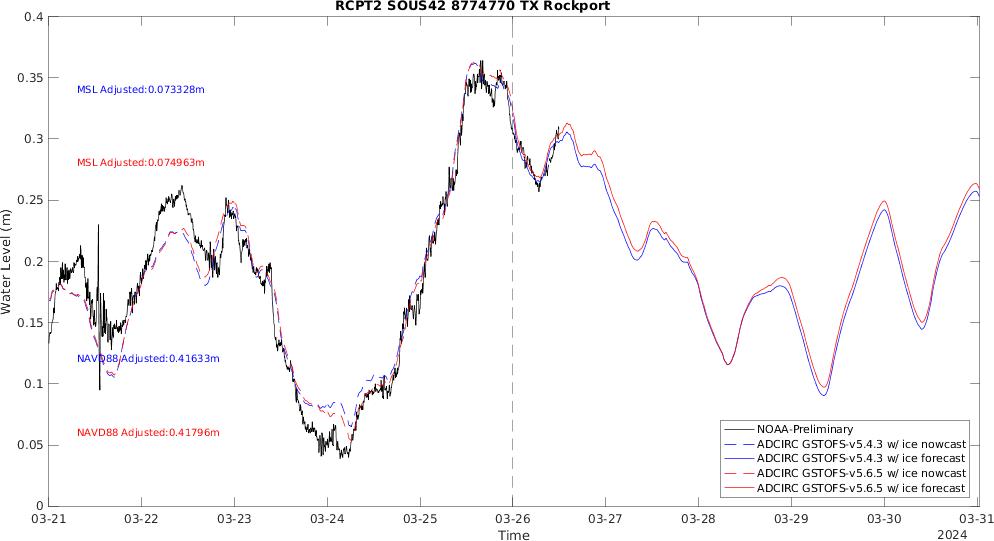 RCPT2 SOUS42 8774770 TX Rockport
0.4
0.35
0.3
0.25
0.2
0.15
0.1
0.05
0
Water Level (m)
MSL Adjusted:0.073328m
MSL Adjusted:0.074963m
NAVD88 Adjusted:0.41633m
NAVD88 Adjusted:0.41796m
NOAA-Preliminary
ADCIRC GSTOFS-v5.4.3 w/ ice nowcast
ADCIRC GSTOFS-v5.4.3 w/ ice forecast
ADCIRC GSTOFS-v5.6.5 w/ ice nowcast
ADCIRC GSTOFS-v5.6.5 w/ ice forecast
03-21 03-22 03-23 03-24 03-25 03-26 03-27 03-28 03-29 03-30 03-31
Time
2024